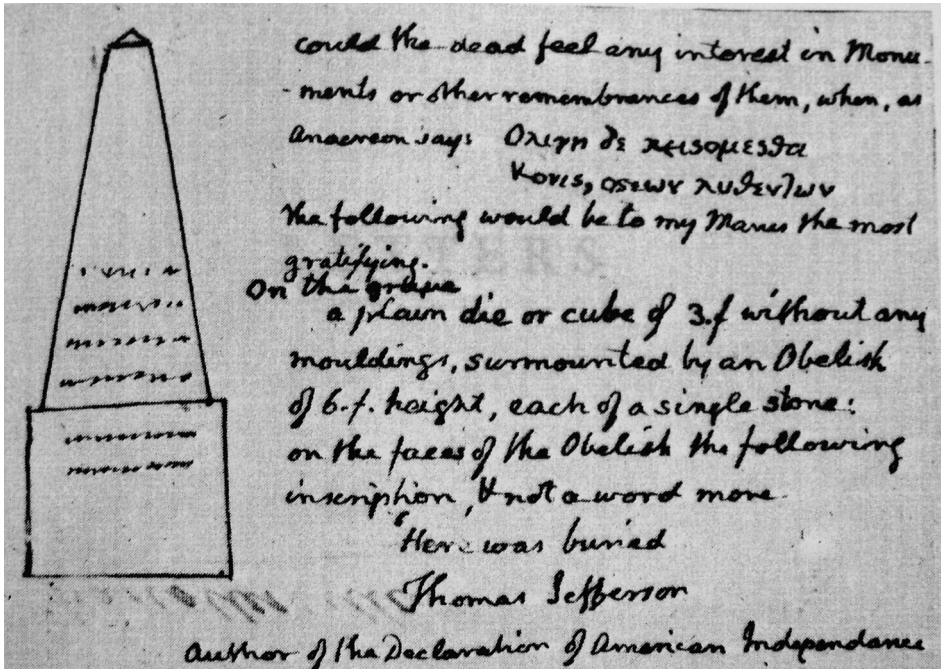 could the dead feel any interest in Monu-
-ments or other remembrances of them, when, as
Anacreon says: Ολιγη δε κεισομεσθα
Κονις, οσεων λυθεντων
the following would be to my Manes the most
gratifying.
On the grave
a plain die or cube of 3.f without any
mouldings, surmounted by an Obelisk
of 6.f. height, each of a single stone:
on the faces of the Obelisk the following
inscription, & not a word more
"Here was buried
Thomas Jefferson
Author of the Declaration of American Independance